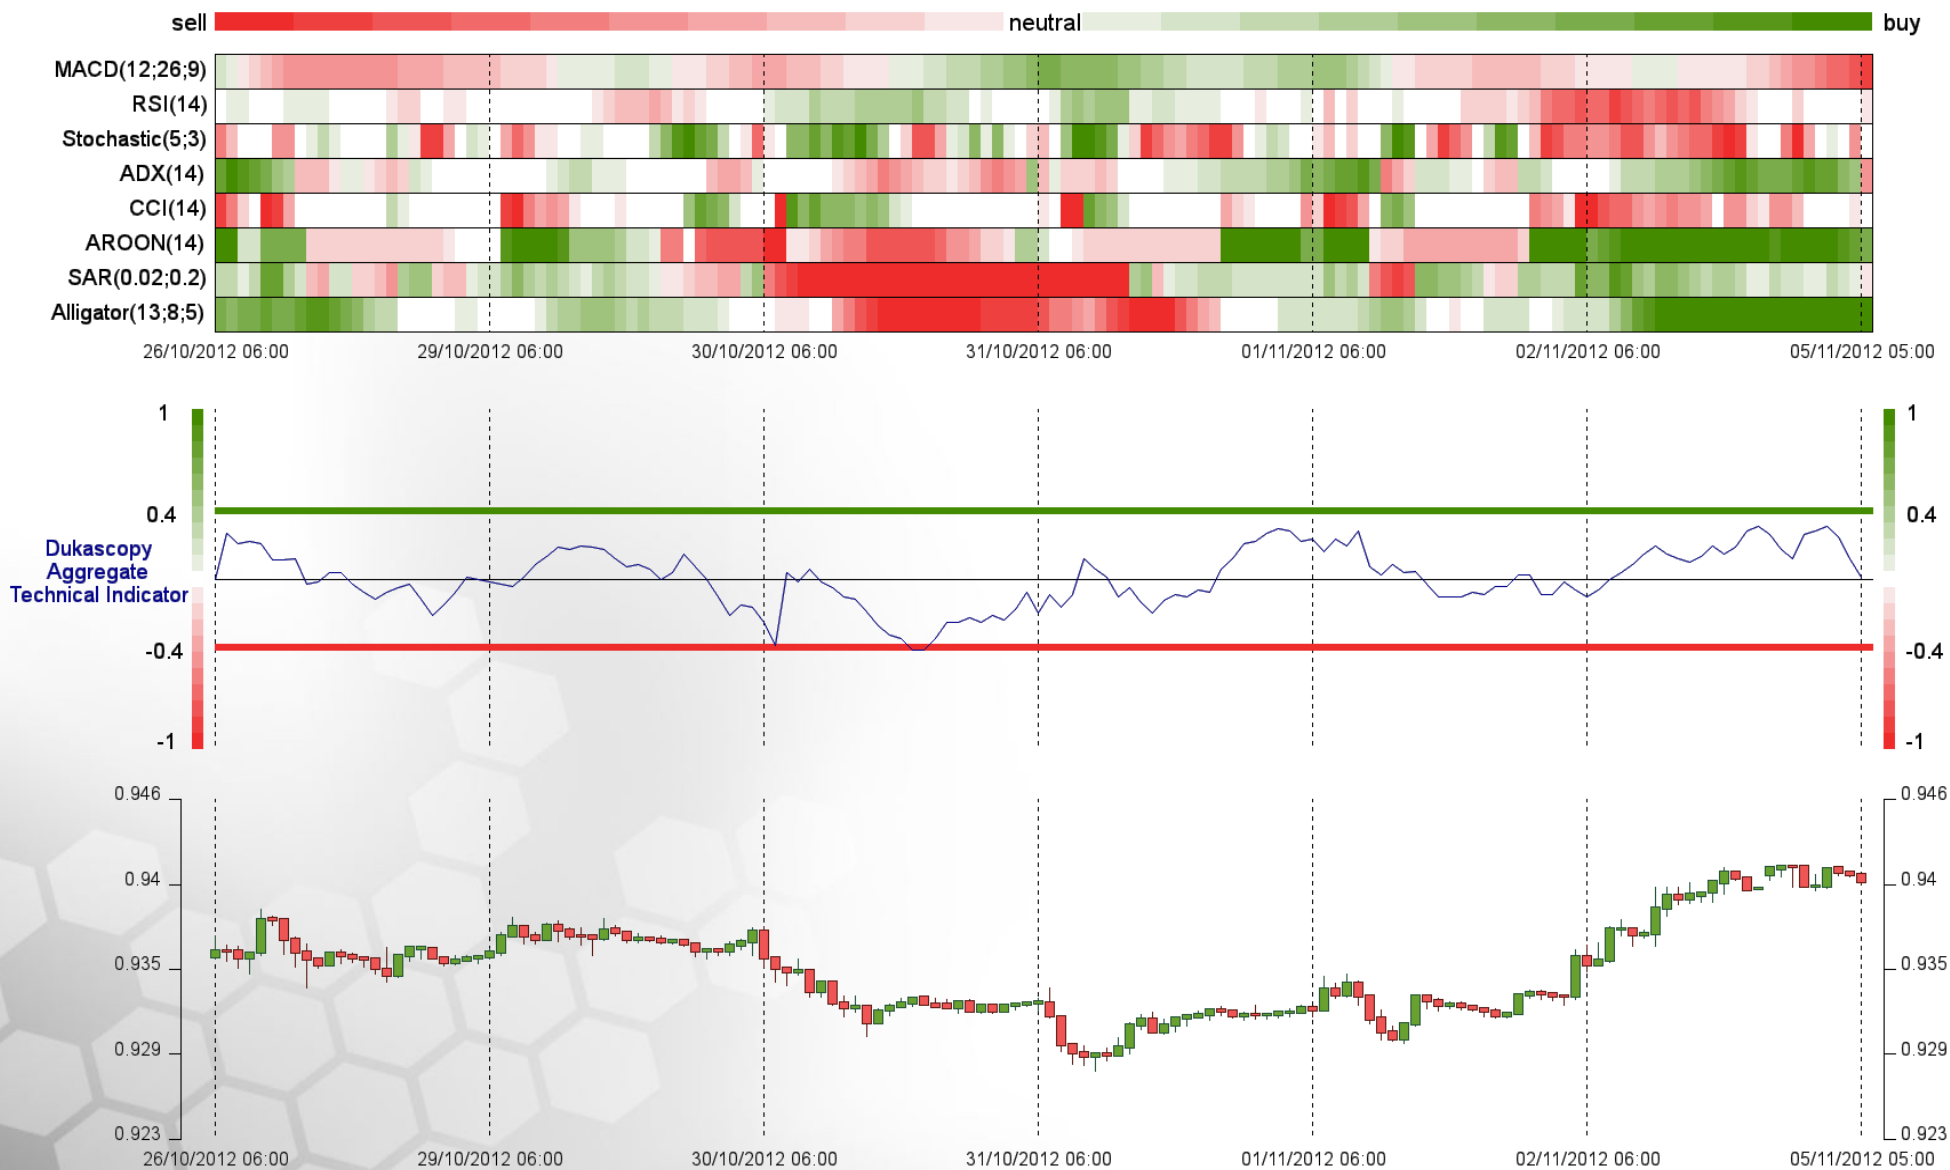 sell neutral buy
MACD(12;26;9)
RSI(14)
Stochastic(5;3)
ADX(14)
CCI(14)
AROON(14)
SAR(0.02;0.2)
Alligator(13;8;5)
26/10/2012 06:00 29/10/2012 06:00 30/10/2012 06:00 31/10/2012 06:00 01/11/2012 06:00 02/11/2012 06:00 05/11/2012 05:00
1 1
0.4 0.4
Dukascopy
Aggregate
Technical Indicator
-0.4 -0.4
-1 -1
0.946 0.946
0.94 0.94
0.935 0.935
0.929 0.929
0.923 0.923
26/10/2012 06:00 29/10/2012 06:00 30/10/2012 06:00 31/10/2012 06:00 01/11/2012 06:00 02/11/2012 06:00 05/11/2012 05:00